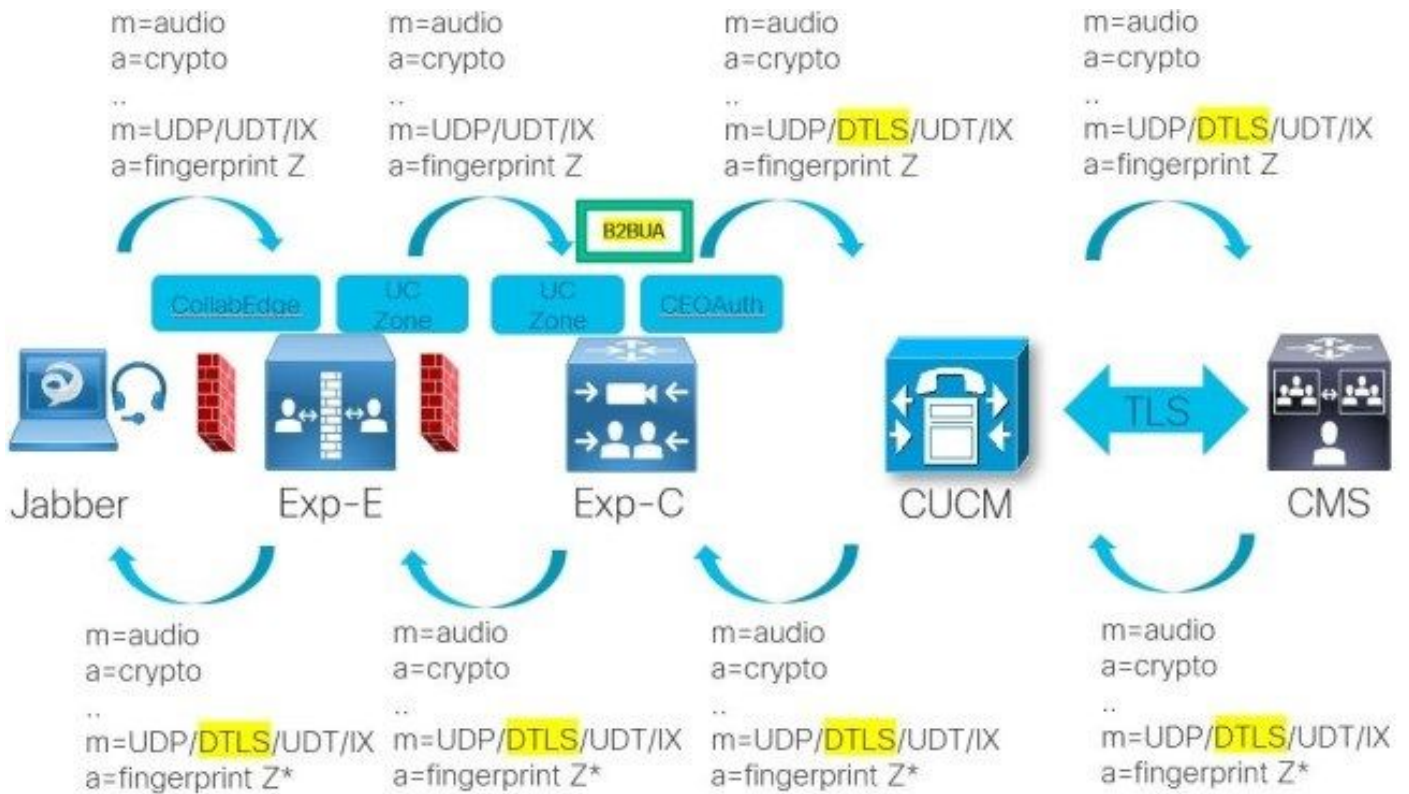 m=audio
a=crypto
..
m=UDP/UDT/IX
a=fingerprint Z
m=audio
a=crypto
..
m=UDP/UDT/IX
a=fingerprint Z
m=audio
a=crypto
..
m=UDP/DTLS/UDT/IX
a=fingerprint Z
m=audio
a=crypto
..
m=UDP/DTLS/UDT/IX
a=fingerprint Z
B2BUA
CollabEdge
UC
Zone
UC
Zone
CEOAuth
TLS
Jabber
Exp-E
Exp-C
CUCM
CMS
m=audio
a=crypto
..
m=UDP/DTLS/UDT/IX
a=fingerprint Z*
m=audio
a=crypto
..
m=UDP/DTLS/UDT/IX
a=fingerprint Z*
m=audio
a=crypto
..
m=UDP/DTLS/UDT/IX
a=fingerprint Z*
m=audio
a=crypto
..
m=UDP/DTLS/UDT/IX
a=fingerprint Z*